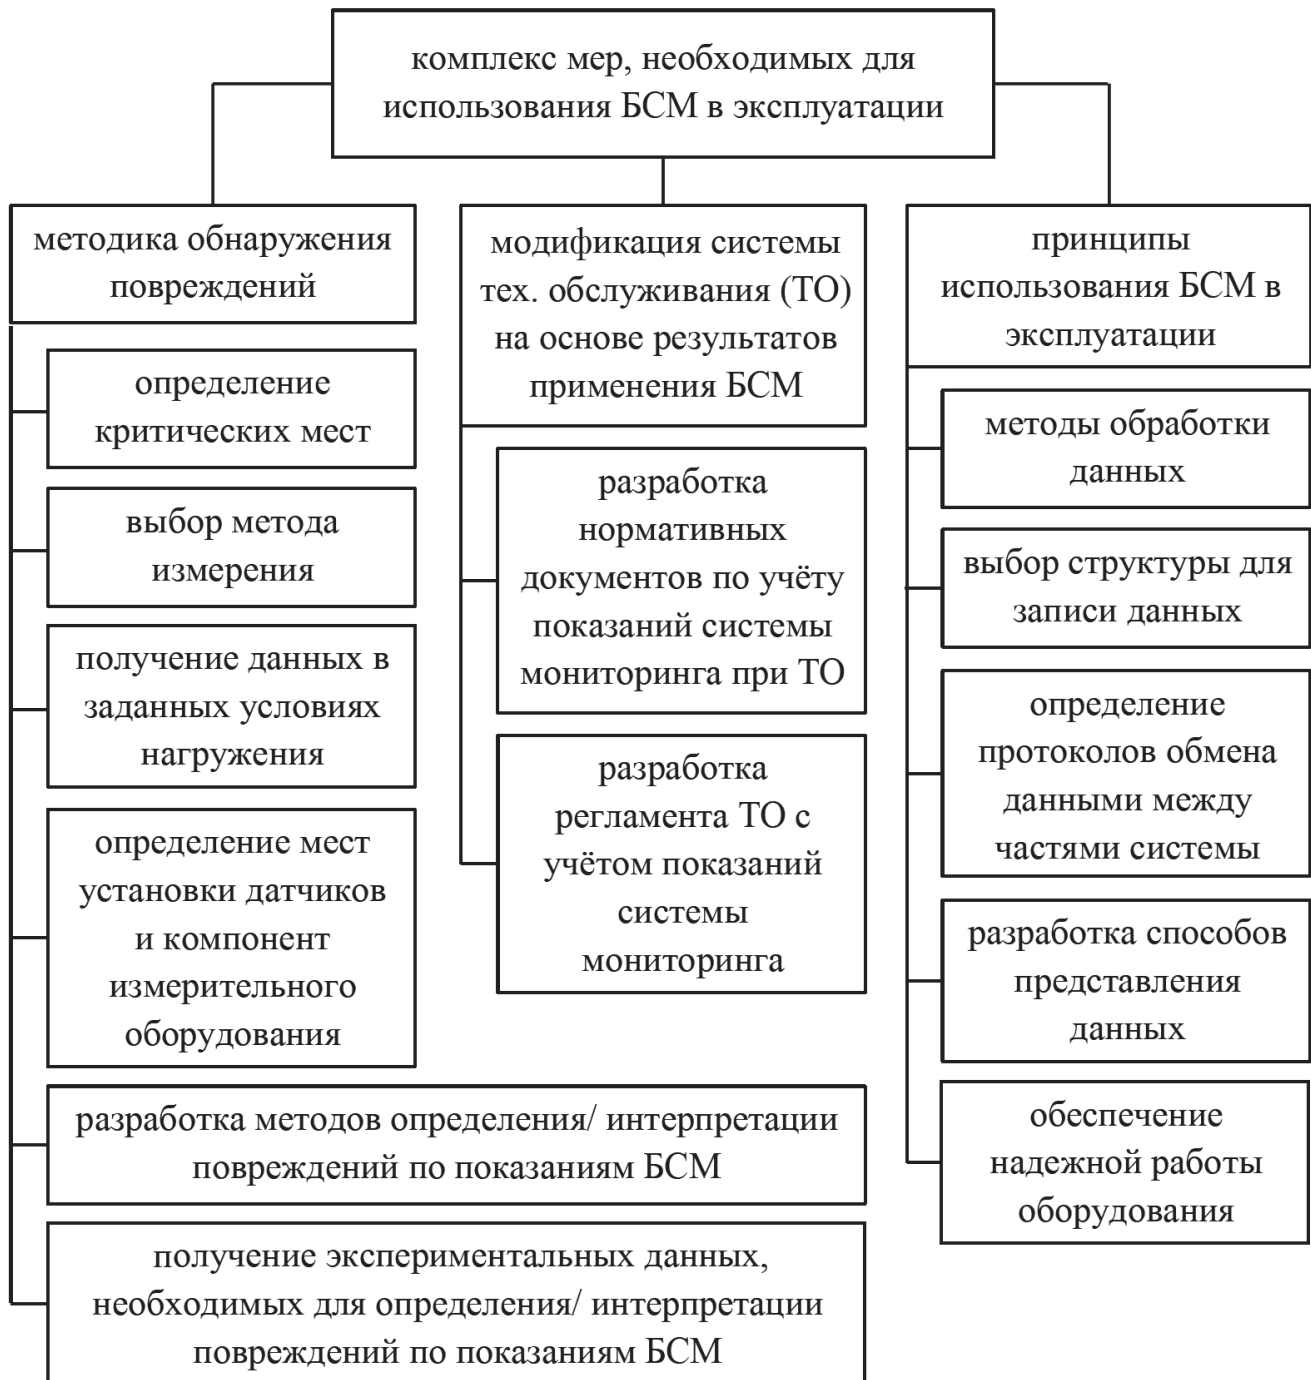 комплекс мер, необходимых для
использования БСМ в эксплуатации
методика обнаружения
повреждений
определение
критических мест
выбор метода
измерения
получение данных в
заданных условиях
нагружения
определение мест
установки датчиков
и компонент
измерительного
оборудования
разработка методов определения/ интерпретации
повреждений по показаниям БСМ
получение экспериментальных данных,
необходимых для определения/ интерпретации
повреждений по показаниям БСМ
модификация системы
тех. обслуживания (ТО)
на основе результатов
применения БСМ
разработка
нормативных
документов по учёту
показаний системы
мониторинга при ТО
разработка
регламента ТО с
учётом показаний
системы
мониторинга
принципы
использования БСМ в
эксплуатации
методы обработки
данных
выбор структуры для
записи данных
определение
протоколов обмена
данными между
частями системы
разработка способов
представления
данных
обеспечение
надежной работы
оборудования